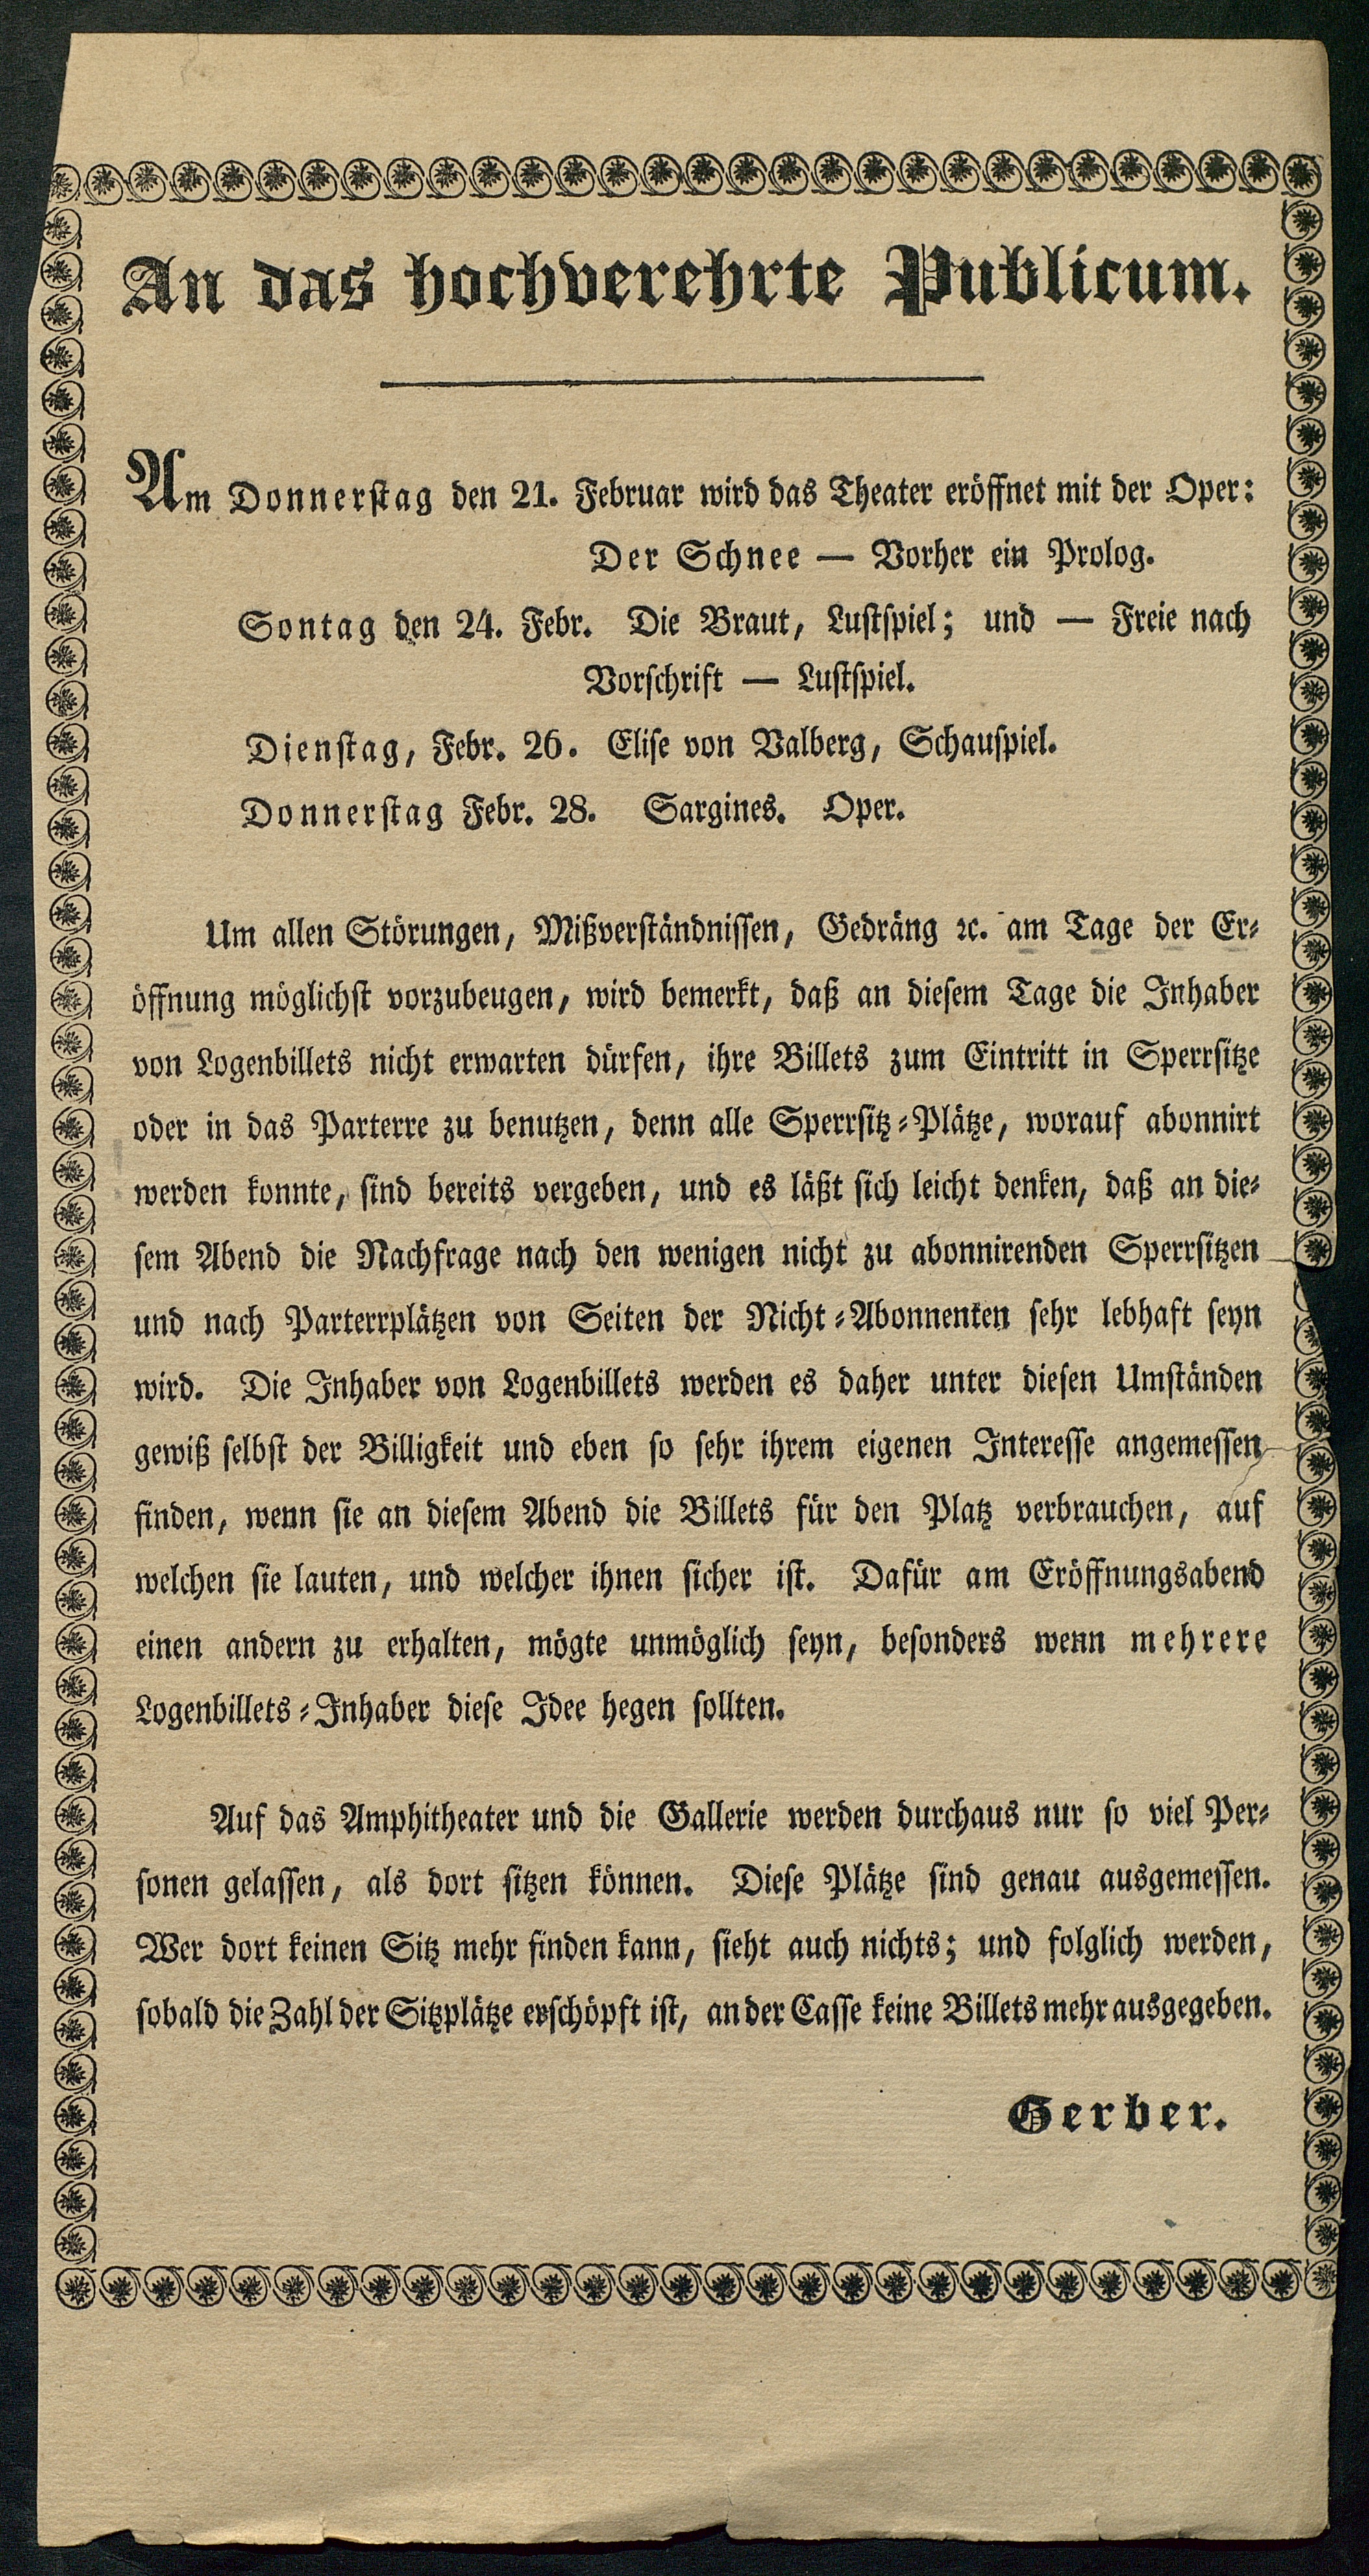 An das hochverehrte Publicum.
Am Donnerstag den 21. Februar wird das Theater eröffnet mit der Oper:
Der Schnee — Vorher ein Prolog.
Sontag den 24. Febr. Die Braut, Lustspiel; und — Freie nach
Vorschrift — Lustspiel.
Dienstag, Febr. 26. Elise von Valberg, Schauspiel.
Donnerstag Febr. 28. Sargines. Oper.
Um allen Störungen, Mißverständnissen, Gedräng ꝛc. am Tage der Er-
öffnung möglichst vorzubeugen, wird bemerkt, daß an diesem Tage die Inhaber
von Logenbillets nicht erwarten dürfen, ihre Billets zum Eintritt in Sperrsitze
oder in das Parterre zu benutzen, denn alle Sperrsitz-Plätze, worauf abonnirt
werden konnte, sind bereits vergeben, und es läßt sich leicht denken, daß an die-
sem Abend die Nachfrage nach den wenigen nicht zu abonnirenden Sperrsitzen
und nach Parterrplätzen von Seiten der Nicht-Abonnenten sehr lebhaft seyn
wird. Die Inhaber von Logenbillets werden es daher unter diesen Umständen
gewiß selbst der Billigkeit und eben so sehr ihrem eigenen Interesse angemessen
finden, wenn sie an diesem Abend die Billets für den Platz verbrauchen, auf
welchen sie lauten, und welcher ihnen sicher ist. Dafür am Eröffnungsabend
einen andern zu erhalten, mögte unmöglich seyn, besonders wenn mehrere
Logenbillets-Inhaber diese Idee hegen sollten.
Auf das Amphitheater und die Gallerie werden durchaus nur so viel Per-
sonen gelassen, als dort sitzen können. Diese Plätze sind genau ausgemessen.
Wer dort keinen Sitz mehr finden kann, sieht auch nichts; und folglich werden,
sobald die Zahl der Sitzplätze erschöpft ist, an der Casse keine Billets mehr ausgegeben.
Gerber.